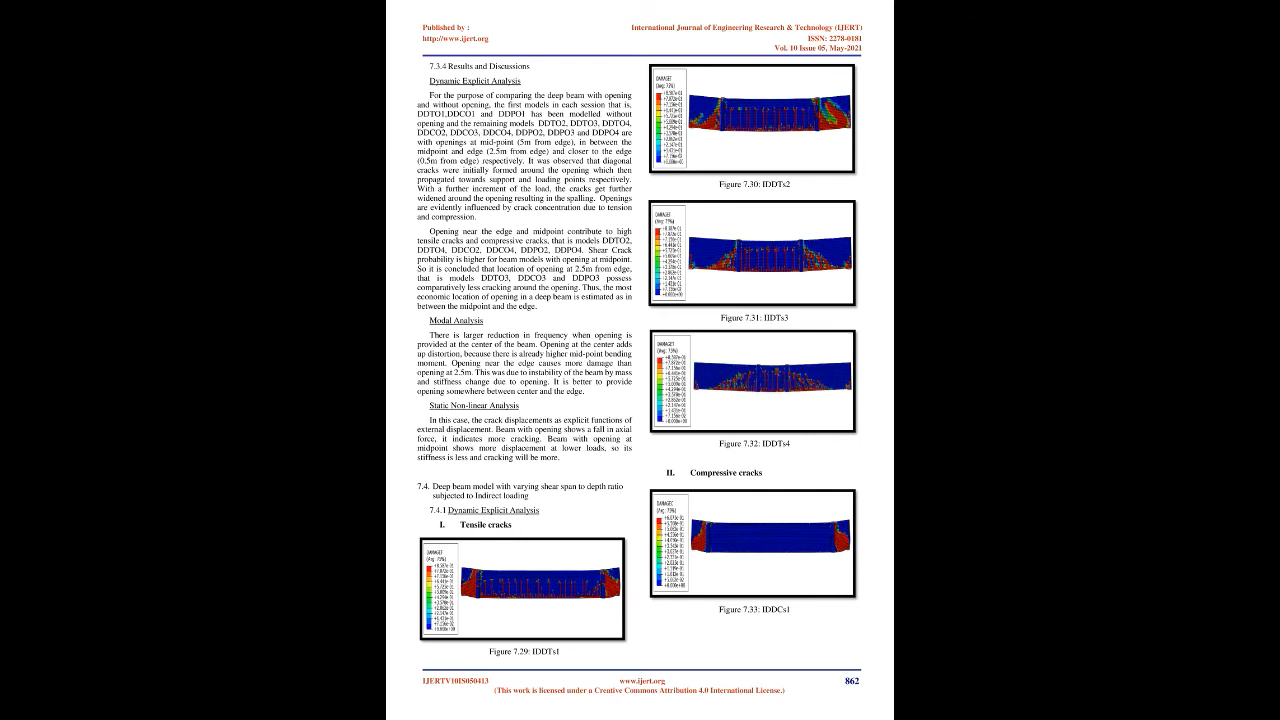 Published by :
http://www.ijert.org
International Journal of Engineering Research & Technology (IJERT)
ISSN: 2278-0181
Vol. 10 Issue 05, May-2021
7.3.4 Results and Discussions
Dynamic Explicit Analysis
For the purpose of comparing the deep beam with opening
and without opening, the first models in each session that is,
DDTO1,DDCO1 and DDPO1 has been modelled without
opening and the remaining models DDTO2, DDTO3, DDTO4,
DDCO2, DDCO3, DDCO4, DDPO2, DDPO3 and DDPO4 are
with openings at mid-point (5m from edge), in between the
midpoint and edge (2.5m from edge) and closer to the edge
(0.5m from edge) respectively. It was observed that diagonal
cracks were initially formed around the opening which then
propagated towards support and loading points respectively.
With a further increment of the load, the cracks get further
widened around the opening resulting in the spalling. Openings
are evidently influenced by crack concentration due to tension
and compression.
Opening near the edge and midpoint contribute to high
tensile cracks and compressive cracks, that is models DDTO2,
DDTO4, DDCO2, DDCO4, DDPO2, DDPO4. Shear Crack
probability is higher for beam models with opening at midpoint.
So it is concluded that location of opening at 2.5m from edge,
that is models DDTO3, DDCO3 and DDPO3 possess
comparatively less cracking around the opening. Thus, the most
economic location of opening in a deep beam is estimated as in
between the midpoint and the edge.
Modal Analysis
There is larger reduction in frequency when opening is
provided at the center of the beam. Opening at the center adds
up distortion, because there is already higher mid-point bending
moment. Opening near the edge causes more damage than
opening at 2.5m. This was due to instability of the beam by mass
and stiffness change due to opening. It is better to provide
opening somewhere between center and the edge.
Static Non-linear Analysis
In this case, the crack displacements as explicit functions of
external displacement. Beam with opening shows a fall in axial
force, it indicates more cracking. Beam with opening at
midpoint shows more displacement at lower loads, so its
stiffness is less and cracking will be more.
7.4. Deep beam model with varying shear span to depth ratio
subjected to Indirect loading
7.4.1 Dynamic Explicit Analysis
I. Tensile cracks
DAMAGET
(Avg: 75%)
Figure 7.29: IDDTs1
DAMAGET
(Avg: 75%)
Figure 7.30: IDDTs2
DAMAGET
(Avg: 75%)
Figure 7.31: IIDTs3
DAMAGET
(Avg: 75%)
Figure 7.32: IDDTs4
II. Compressive cracks
DAMAGEC
(Avg: 75%)
Figure 7.33: IDDCs1
IJERTV10IS050413
www.ijert.org
(This work is licensed under a Creative Commons Attribution 4.0 International License.)
862